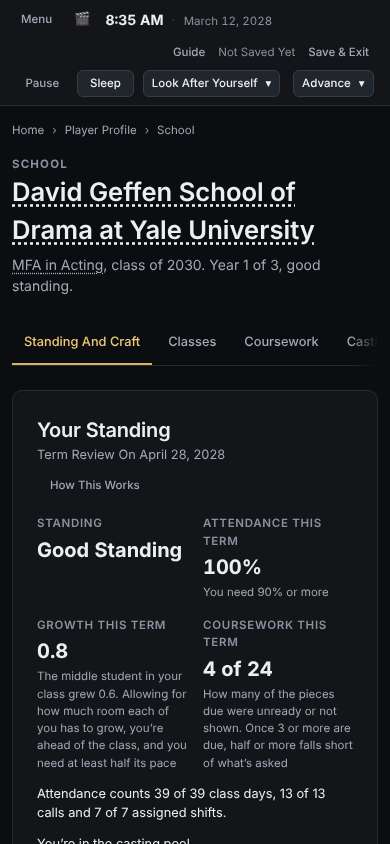 Menu 🎬 8:35 AM · March 12, 2028
Guide Not Saved Yet Save & Exit
Pause Sleep Look After Yourself ▾ Advance ▾
Home › Player Profile › School
SCHOOL
David Geffen School of
Drama at Yale University
MFA in Acting, class of 2030. Year 1 of 3, good
standing.
Standing And Craft Classes Coursework Cast
Your Standing
Term Review On April 28, 2028
How This Works
STANDING
Good Standing
ATTENDANCE THIS
TERM
100%
You need 90% or more
GROWTH THIS TERM
0.8
The middle student in your
class grew 0.6. Allowing for
how much room each of
you has to grow, you're
ahead of the class, and you
need at least half its pace
COURSEWORK THIS
TERM
4 of 24
How many of the pieces
due were unready or not
shown. Once 3 or more are
due, half or more falls short
of what's asked
Attendance counts 39 of 39 class days, 13 of 13
calls and 7 of 7 assigned shifts.
You're in the casting pool